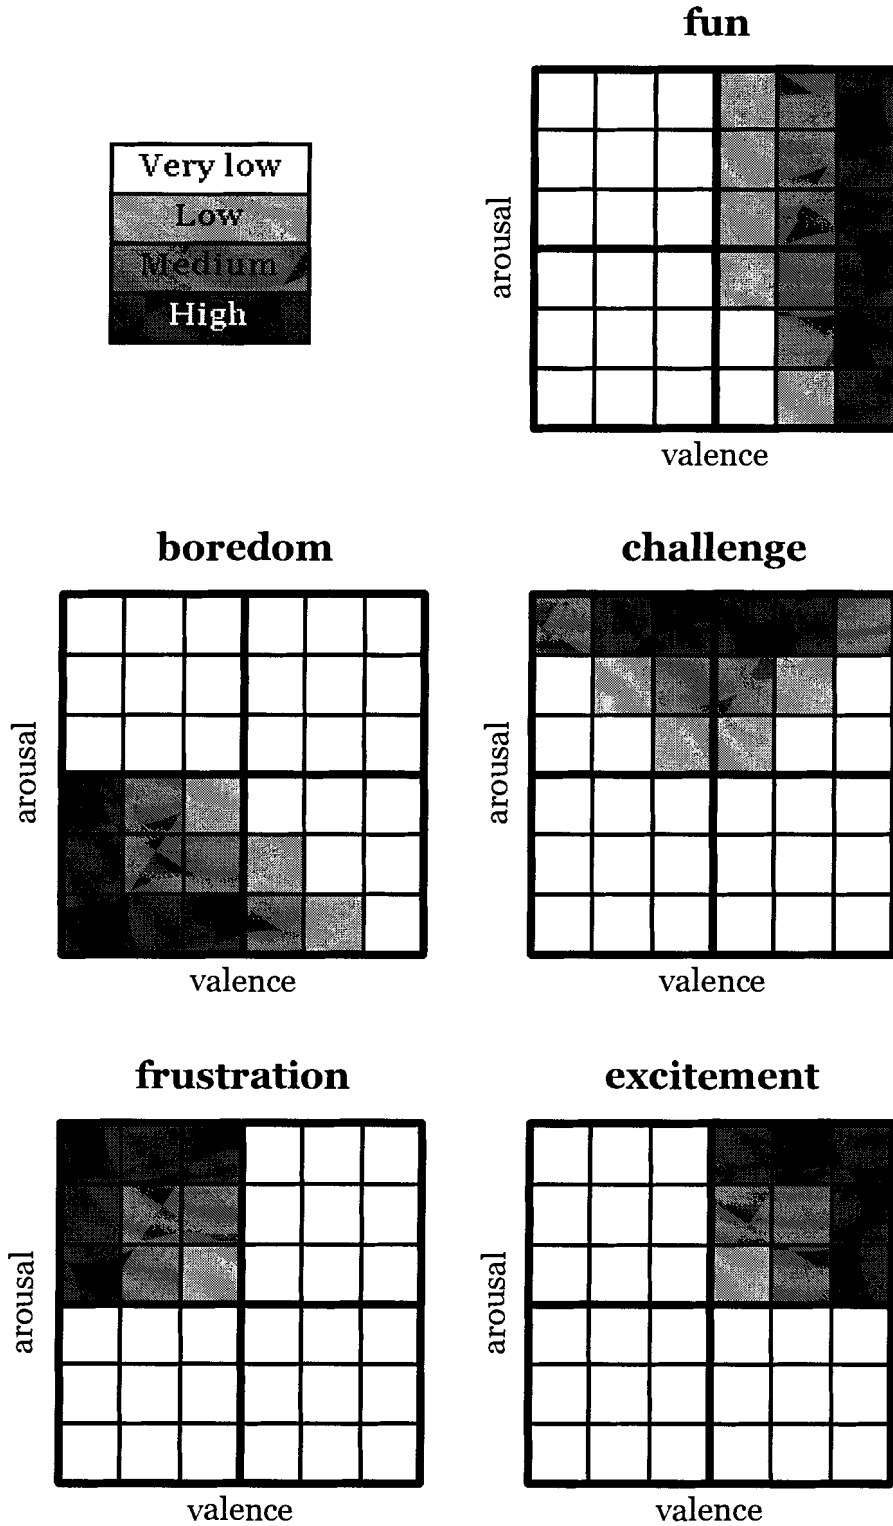 fun
Very low
Low
Medium
High
arousal
valence
boredom
challenge
arousal
arousal
valence
valence
frustration
excitement
arousal
arousal
valence
valence